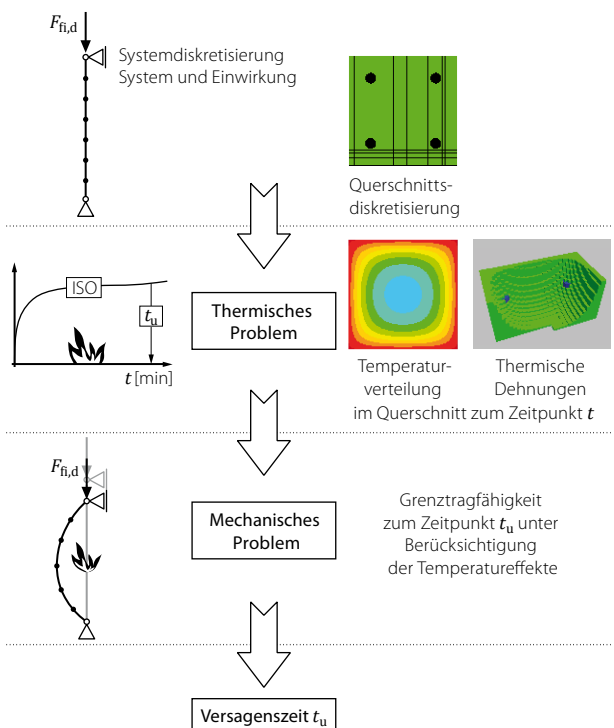 F_fi,d
Systemdiskretisierung
System und Einwirkung
Querschnitts-
diskretisierung
ISO
t_u
t [min]
Thermisches
Problem
Temperatur-
verteilung
Thermische
Dehnungen
im Querschnitt zum Zeitpunkt t
F_fi,d
Mechanisches
Problem
Grenztragfähigkeit
zum Zeitpunkt t_u unter
Berücksichtigung
der Temperatureffekte
Versagenszeit t_u